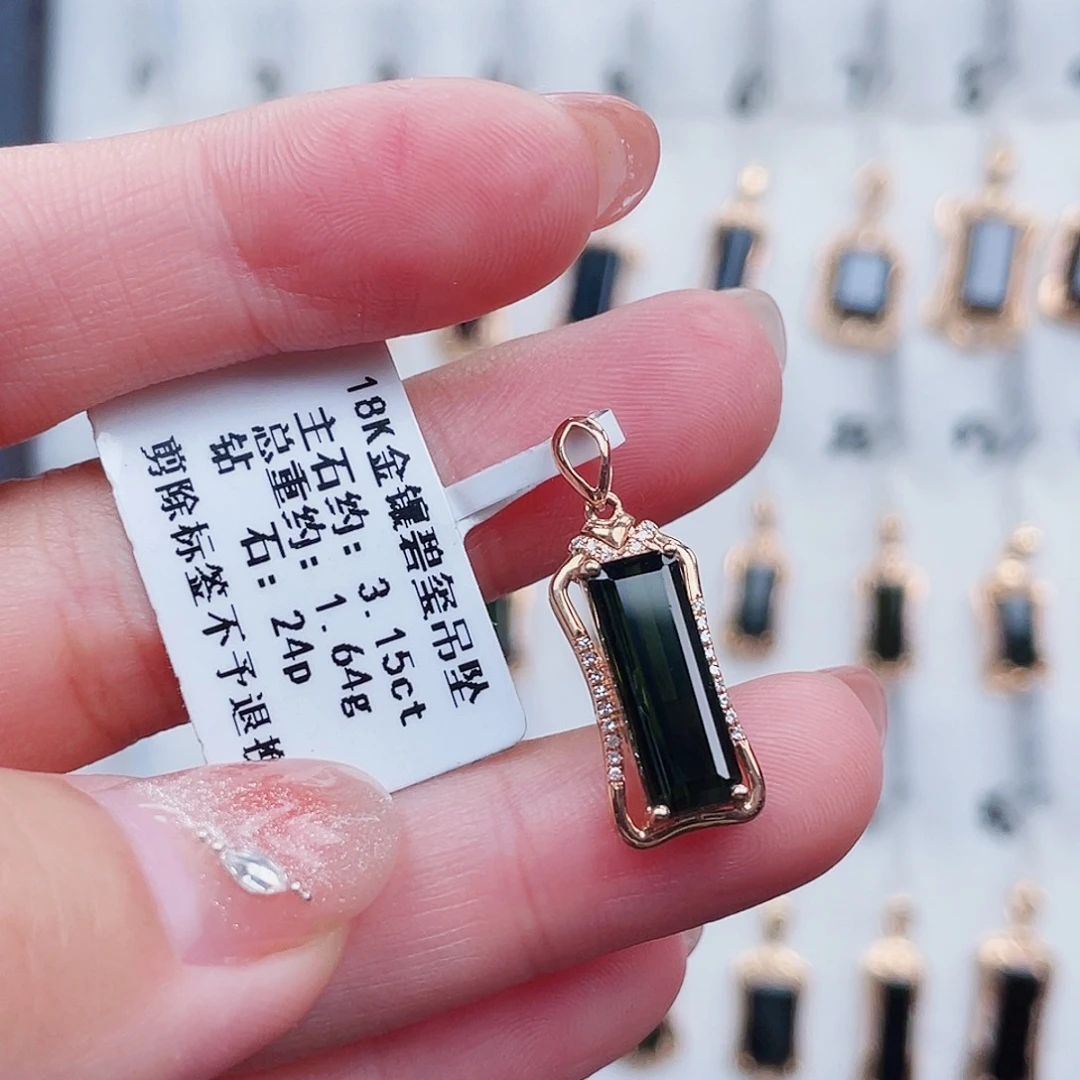 18K金镶碧玺吊坠
主石约: 3.15ct
总重约: 1.64g
钻 石: 24p
剪除标签不予退换